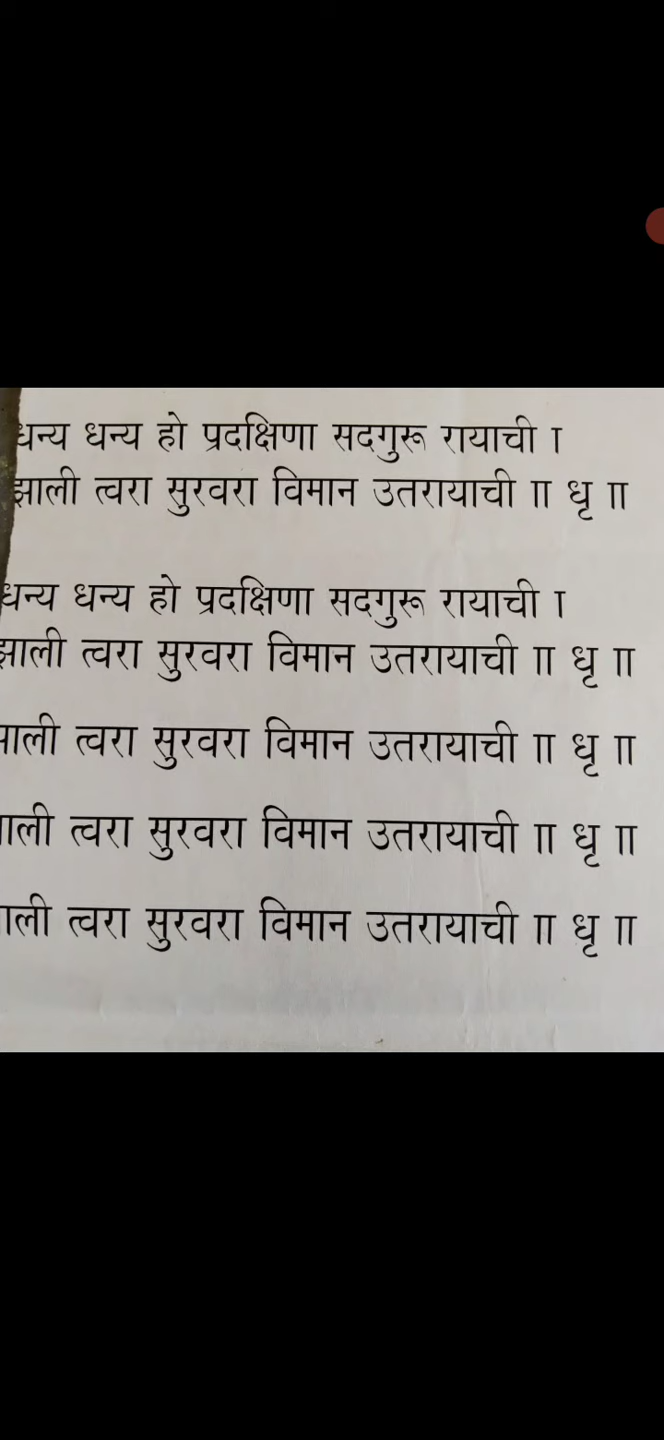 धन्य धन्य हो प्रदक्षिणा सदगुरू रायाची ा
झाली त्वरा सुरवरा विमान उतरायाची ाा धृ ाा
धन्य धन्य हो प्रदक्षिणा सदगुरू रायाची ा
झाली त्वरा सुरवरा विमान उतरायाची ाा धृ ाा
त्वरा सुरवरा विमान उतरायाची ाा धृ ाा
त्वरा सुरवरा विमान उतरायाची ाा धृ ाा
त्वरा सुरवरा विमान उतरायाची ाा धृ ाा